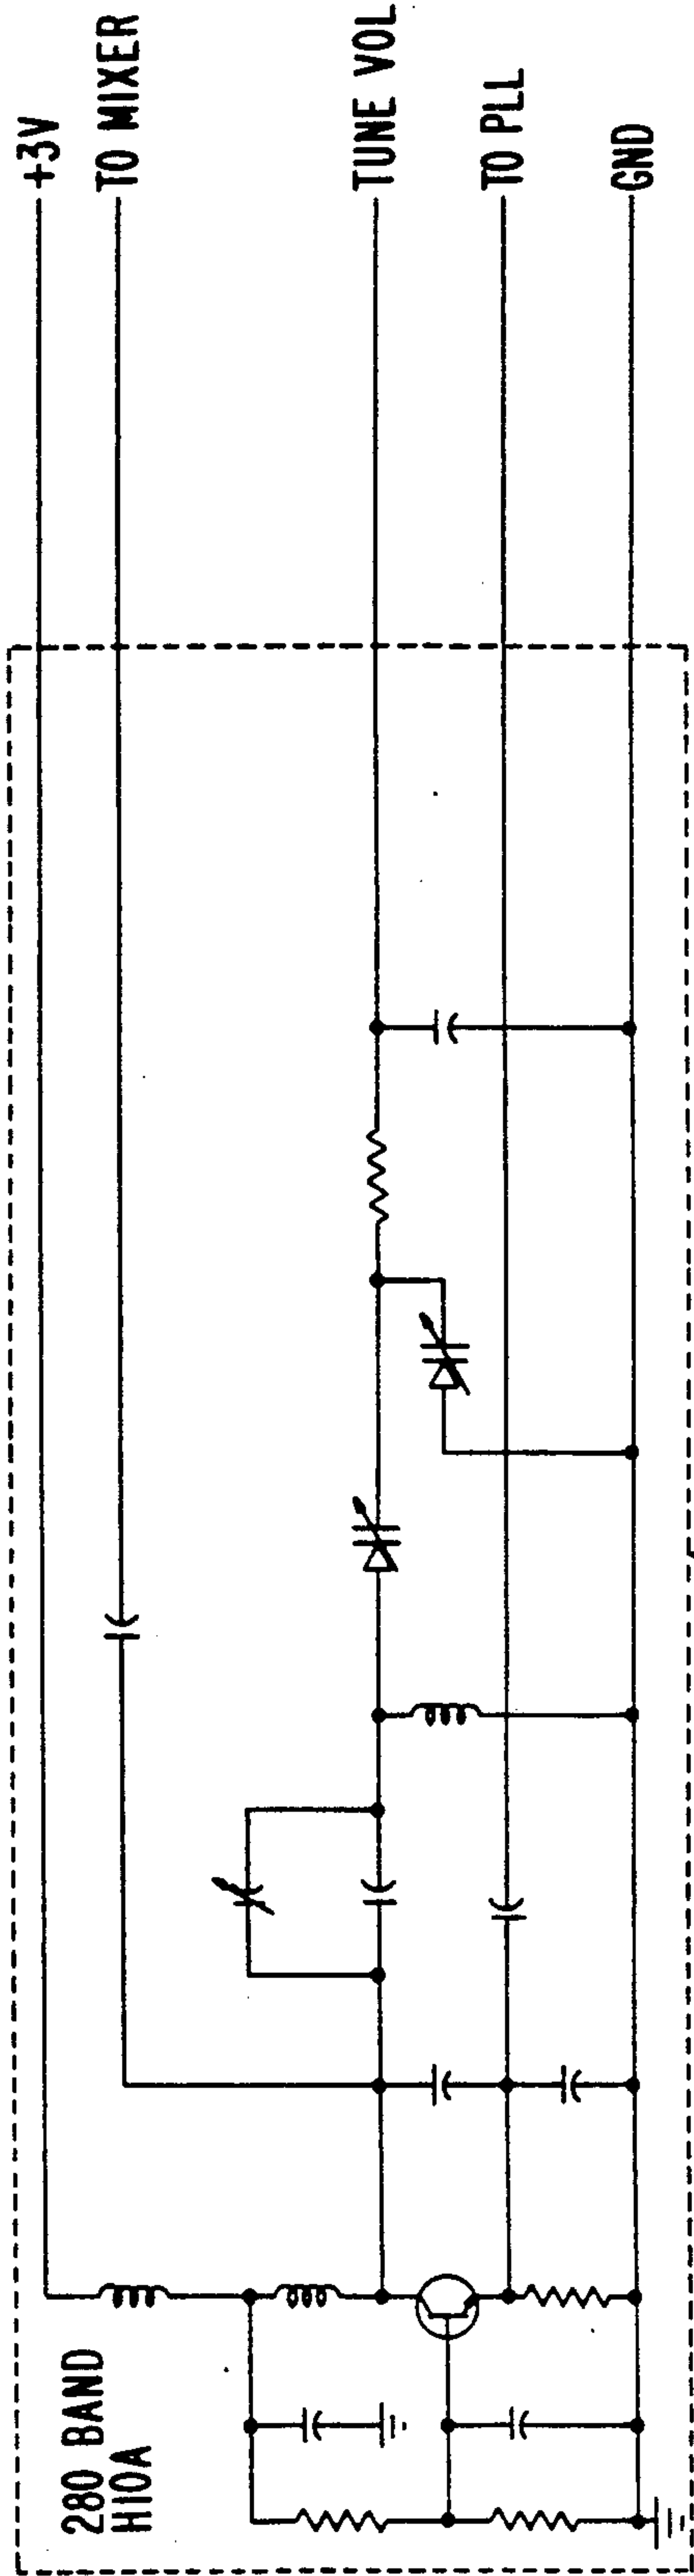 280 BAND
H10A
+3V
TO MIXER
TUNE VOL
TO PLL
GND